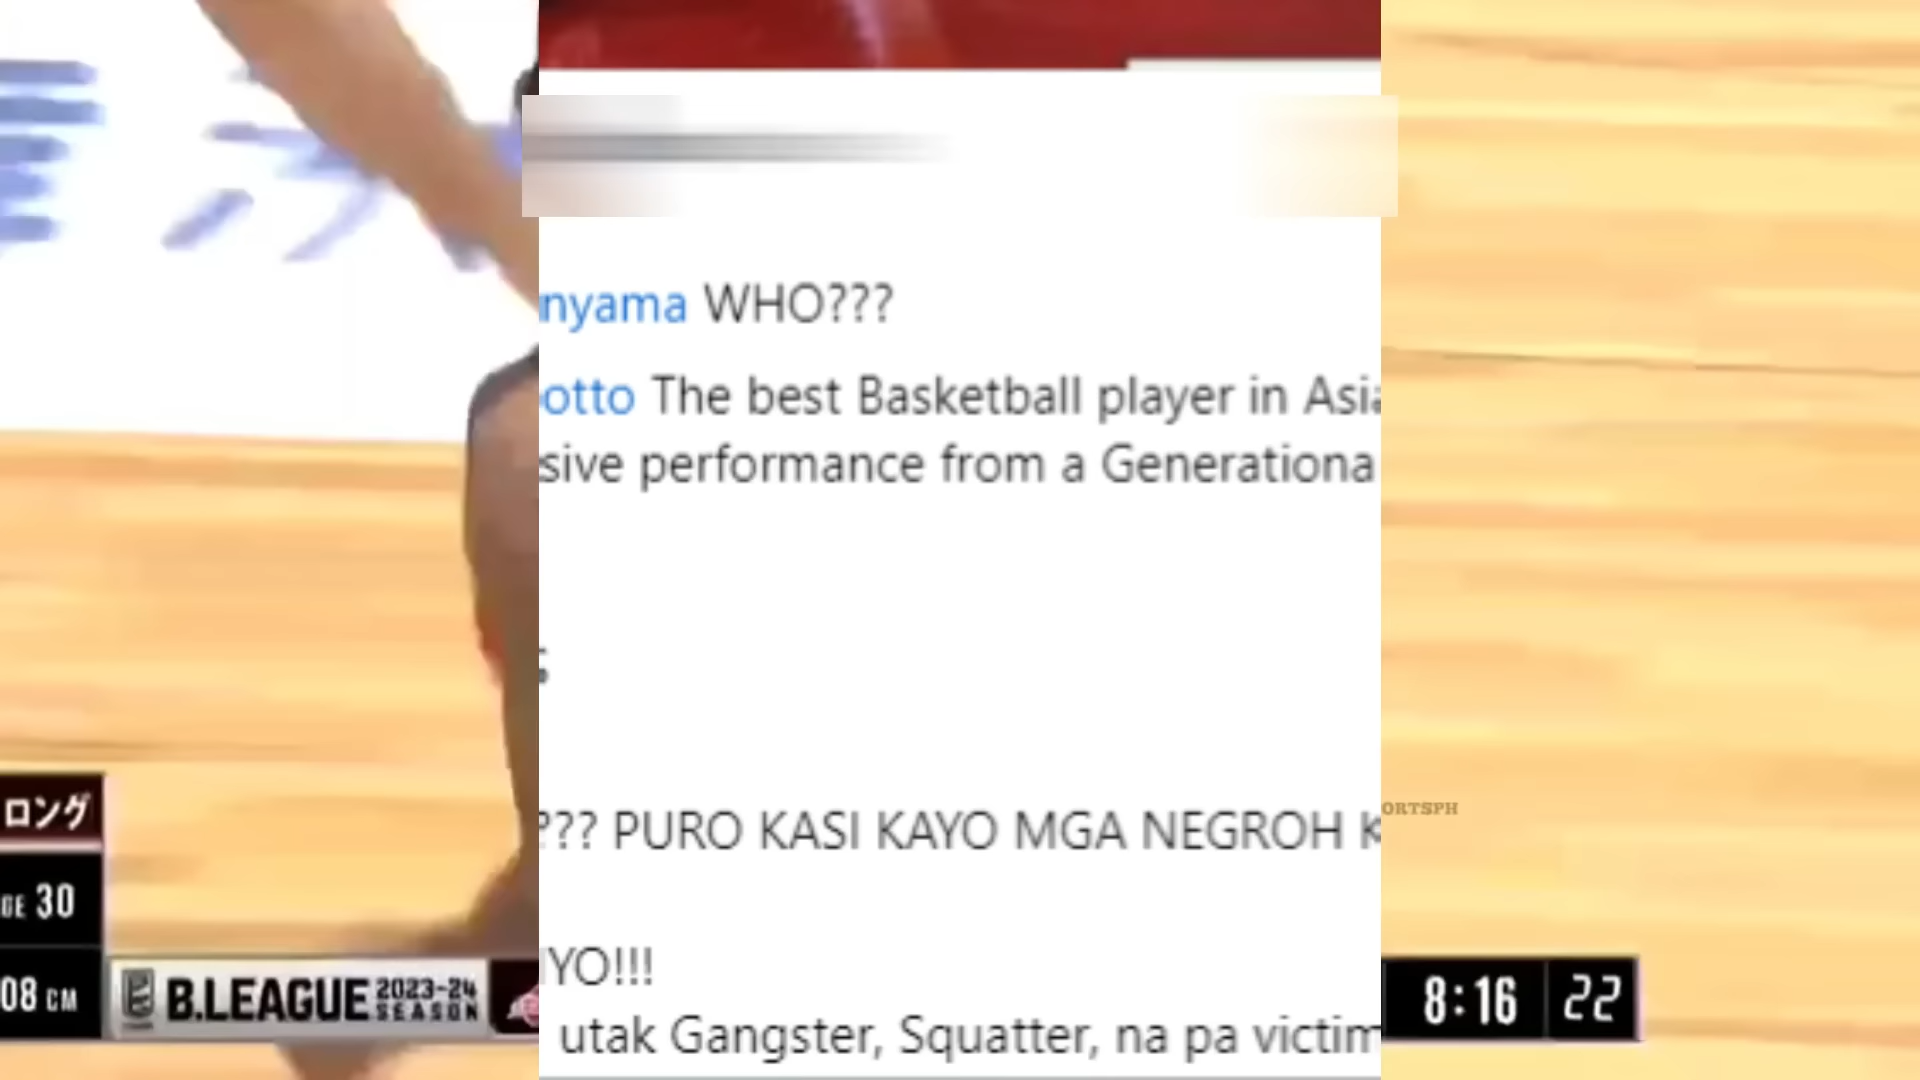 nyama WHO???
otto The best Basketball player in Asia
sive performance from a Generationa
??? PURO KASI KAYO MGA NEGROH K
YO!!!
utak Gangster, Squatter, na pa victim
ロング
GE 30
08 CM
B.LEAGUE 2023-24 SEASON
8:16 22
ORTSPH